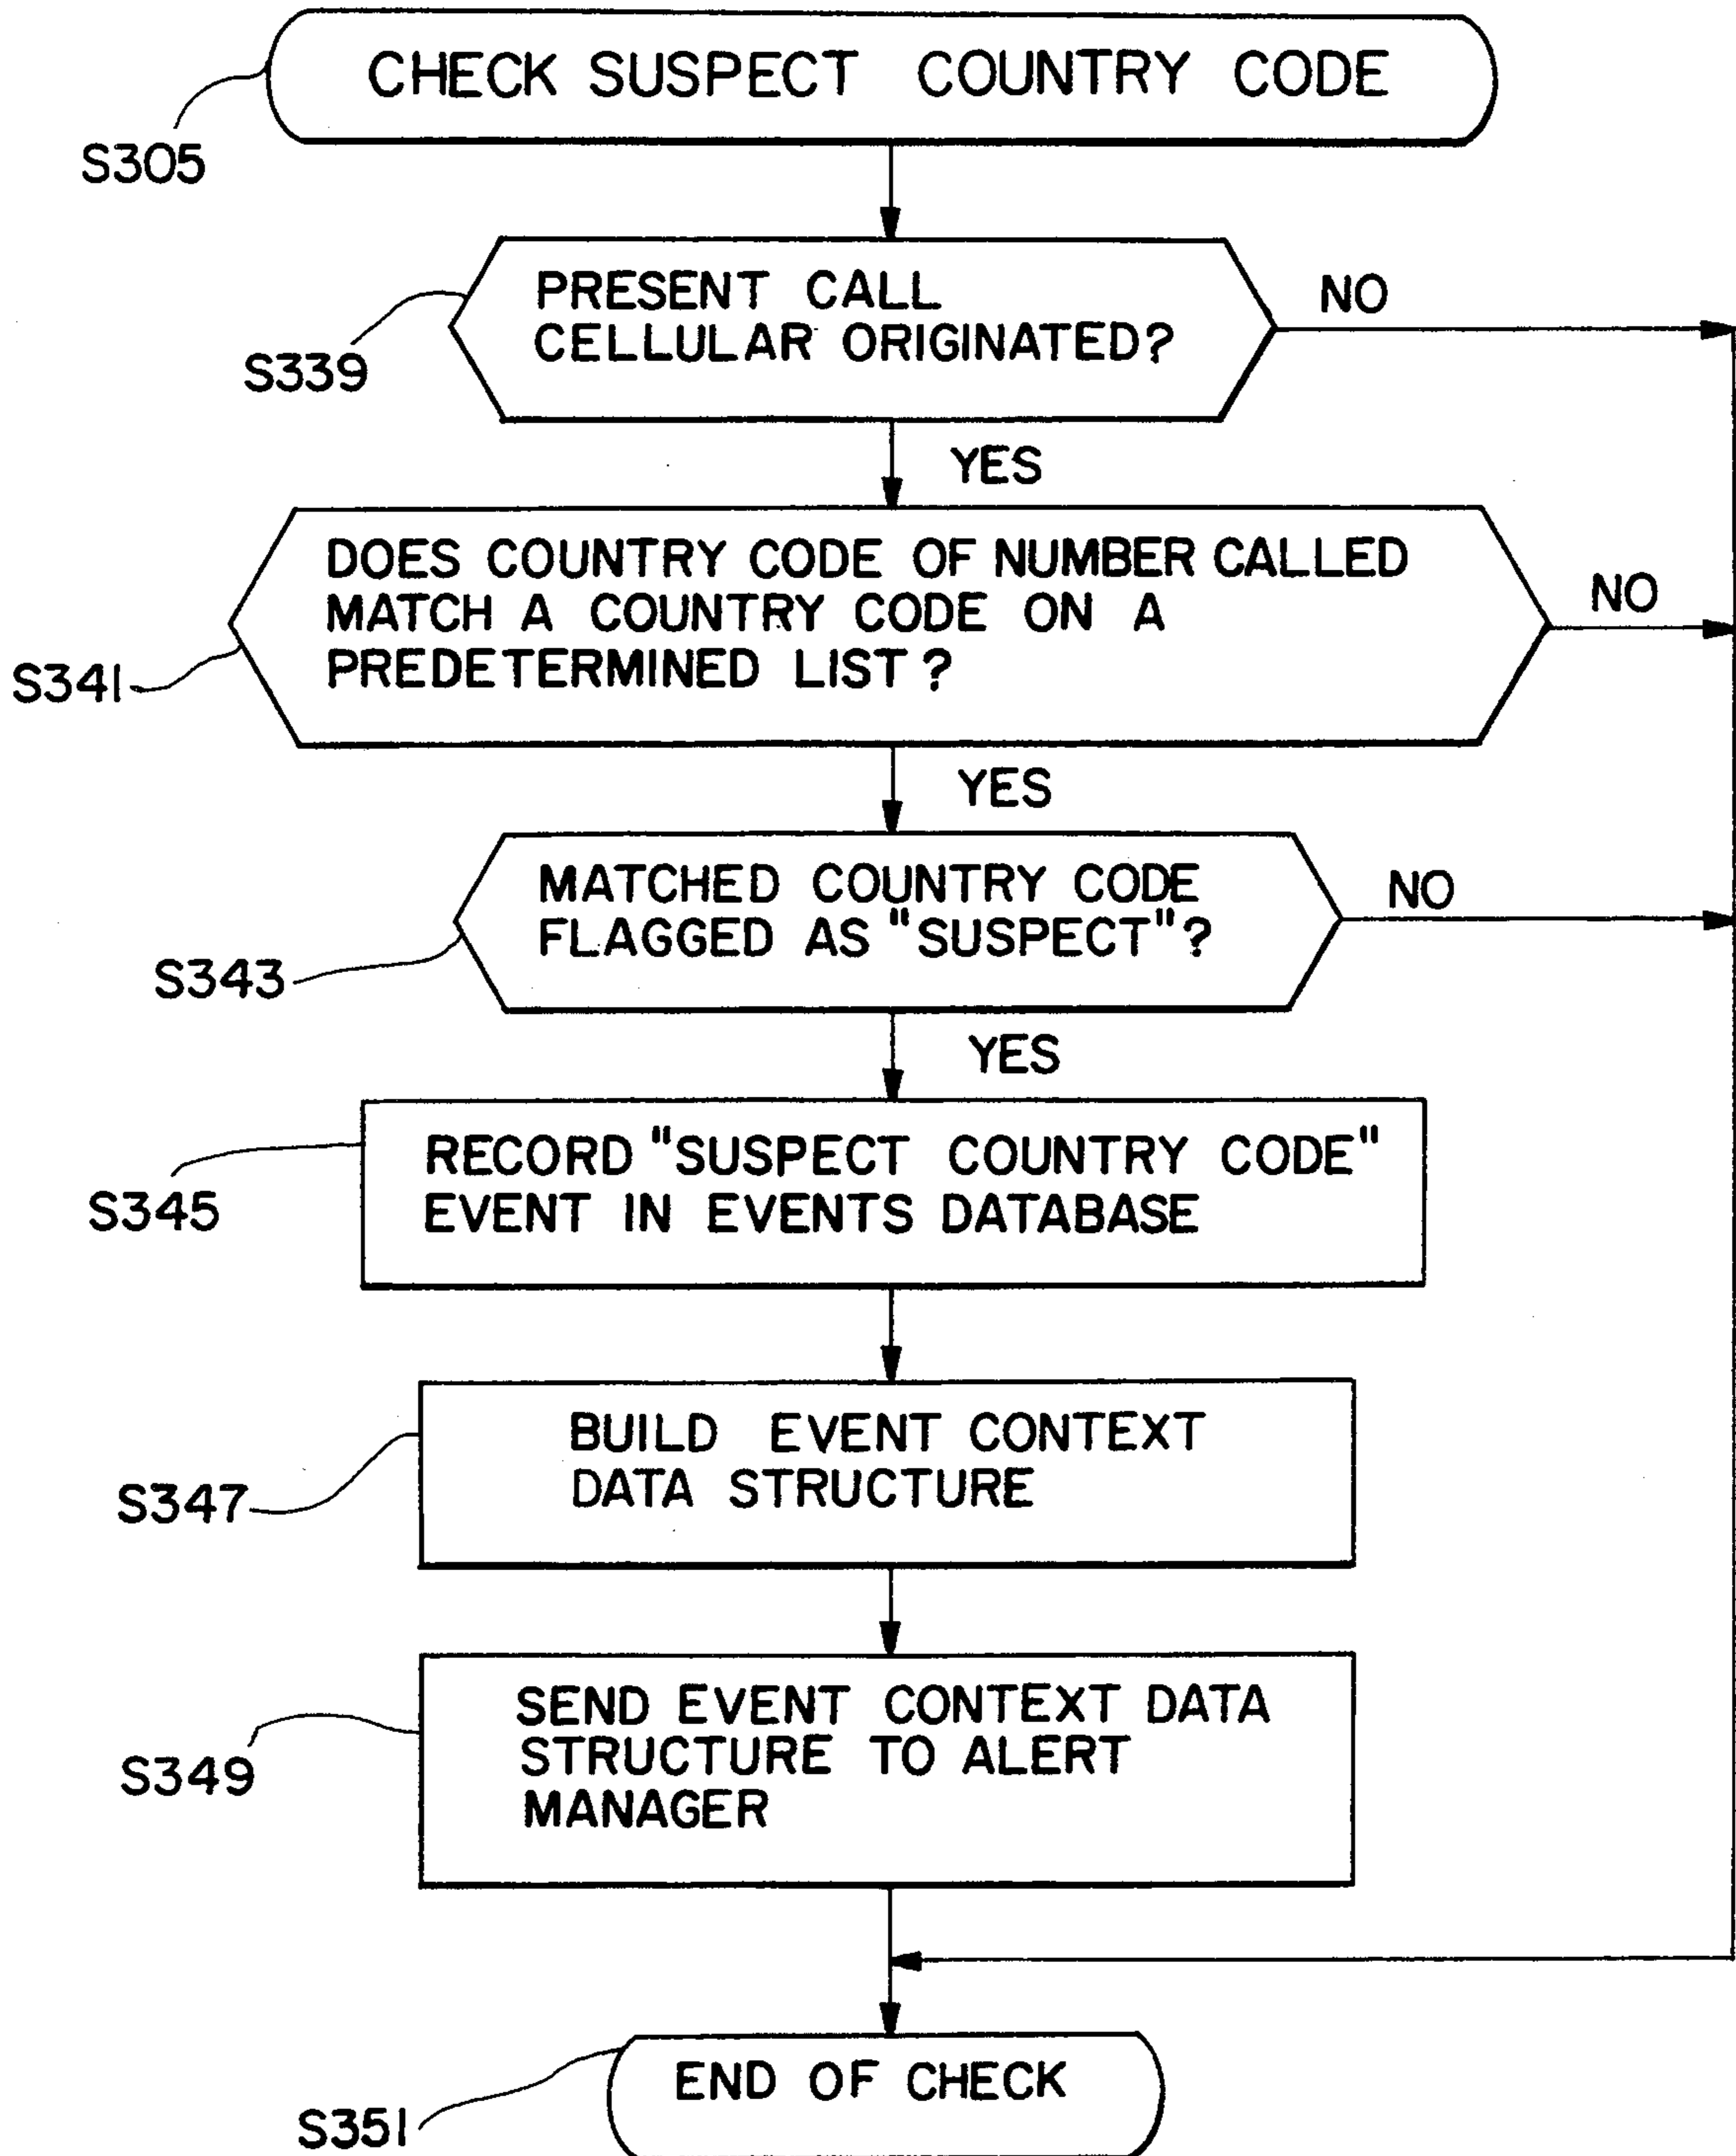 CHECK SUSPECT COUNTRY CODE
S305
PRESENT CALL
CELLULAR ORIGINATED?
NO
S339
YES
DOES COUNTRY CODE OF NUMBER CALLED
MATCH A COUNTRY CODE ON A
PREDETERMINED LIST?
NO
S341
YES
MATCHED COUNTRY CODE
FLAGGED AS "SUSPECT"?
NO
S343
YES
RECORD "SUSPECT COUNTRY CODE"
EVENT IN EVENTS DATABASE
S345
BUILD EVENT CONTEXT
DATA STRUCTURE
S347
SEND EVENT CONTEXT DATA
STRUCTURE TO ALERT
MANAGER
S349
END OF CHECK
S351